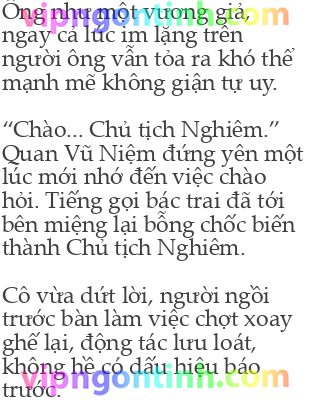 Ông như một vương giả,
ngay cả lúc im lặng trên
người ông vẫn tỏa ra khó thể
mạnh mẽ không giận tự uy.
“Chào... Chủ tịch Nghiêm.”
Quan Vũ Niệm đứng yên một
lúc mới nhớ đến việc chào
hỏi. Tiếng gọi bác trai đã tới
bên miệng lại bỗng chốc biến
thành Chủ tịch Nghiêm.
Cô vừa dứt lời, người ngồi
trước bàn làm việc chợt xoay
ghế lại, động tác lưu loát,
không hề có dấu hiệu báo
trước.
vipngontinh.com
vipngontinh.com